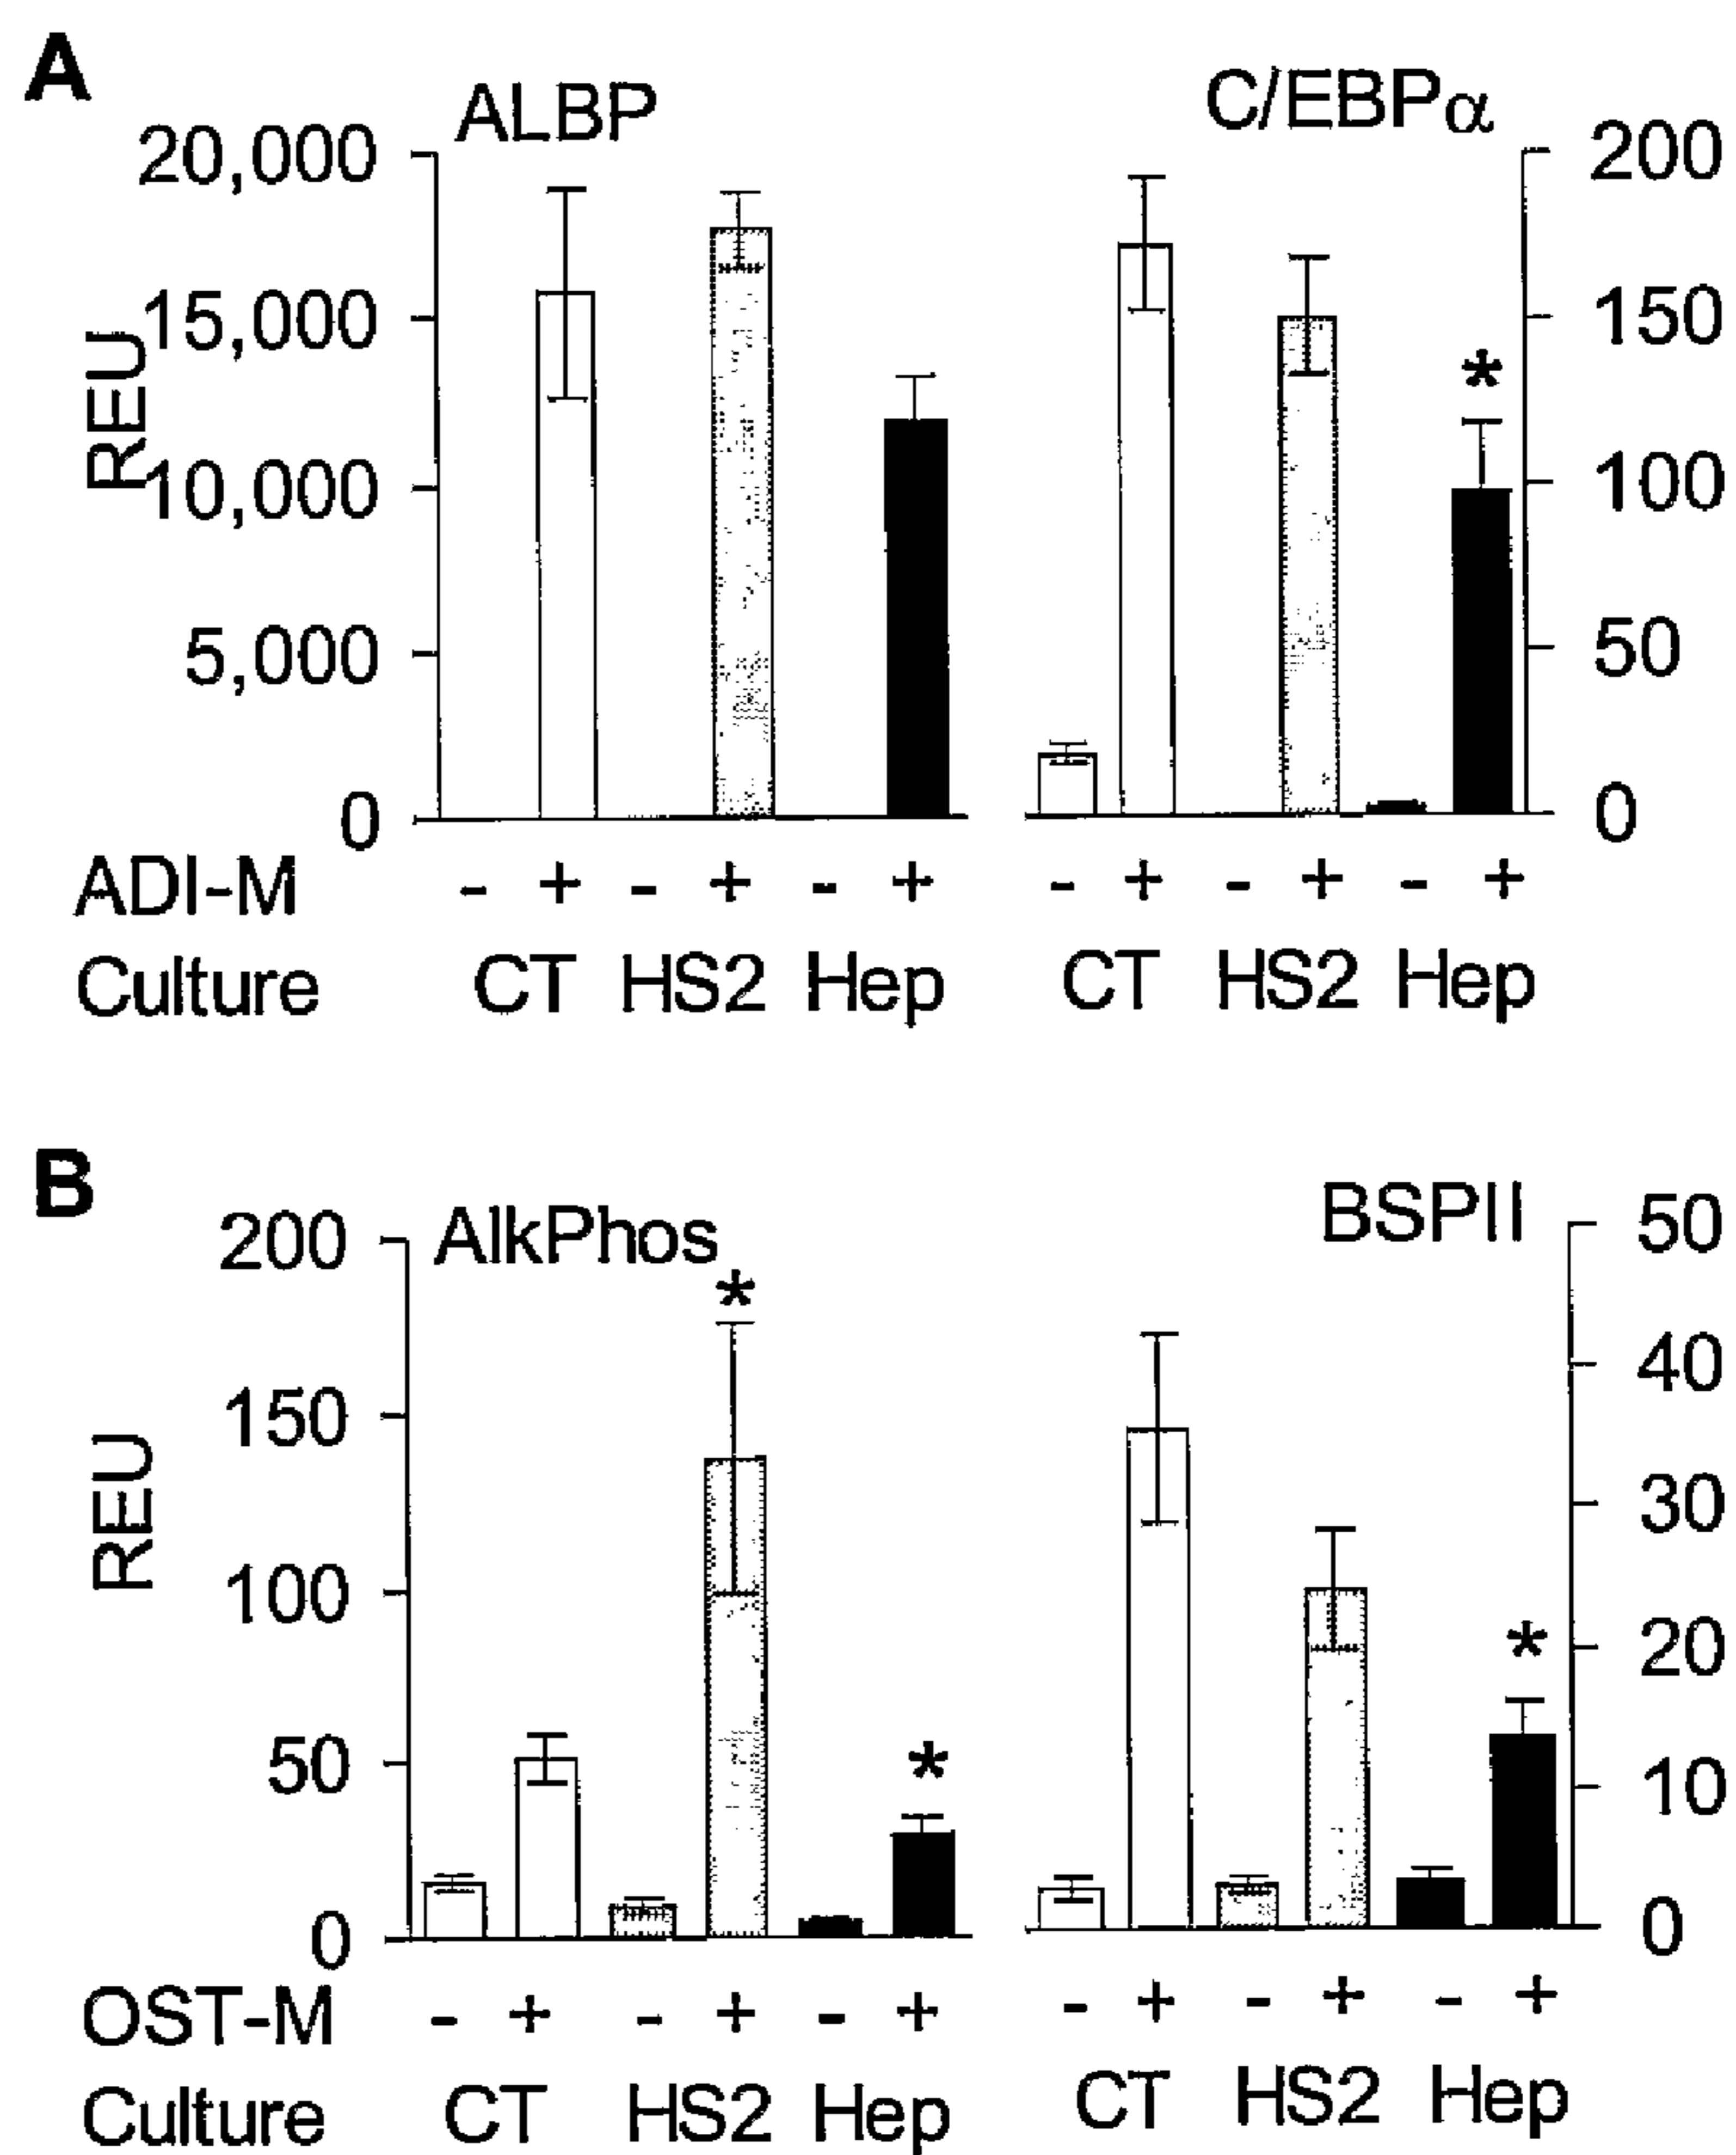 A
ALBP
C/EBPα
20,000
15,000
10,000
5,000
0
REU
200
150
100
50
0
*
ADI-M - + - + - + - + - + - +
Culture CT HS2 Hep CT HS2 Hep
B
AlkPhos
BSPII
200
150
100
50
0
REU
50
40
30
20
10
0
*
*
*
OST-M - + - + - + - + - + - +
Culture CT HS2 Hep CT HS2 Hep